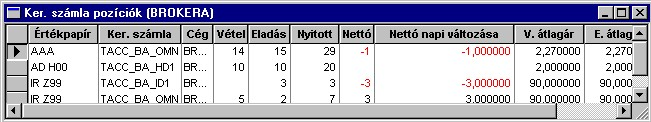 Ker. számla pozíciók (BROKERA)
Értékpapír Ker. számla Cég Vétel Eladás Nyitott Nettó Nettó napi változása V. átlagár E. átlag
AAA TACC_BA_OMN BR... 14 15 29 -1 -1,000000 2,270000 2,270
AD H00 TACC_BA_HD1 BR... 10 10 20 2,000000 2,000
IR Z99 TACC_BA_ID1 BR... 3 3 -3 -3,000000 90,000000 90,000
IR Z99 TACC_BA_OMN BR... 5 2 7 3 3,000000 90,000000 90,000